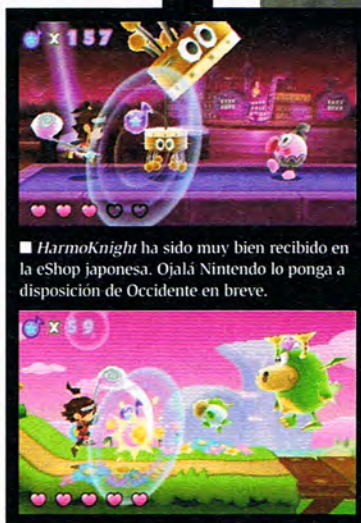 x 157
■ HarmoKnight ha sido muy bien recibido en
la eShop japonesa. Ojalá Nintendo lo ponga a
disposición de Occidente en breve.
x 59